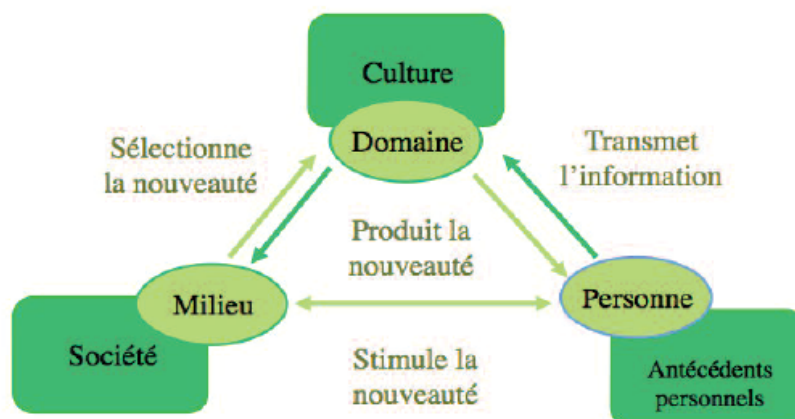 Culture
Domaine
Sélectionne
la nouveauté
Transmet
l'information
Produit la
nouveauté
Milieu
Personne
Société
Stimule la
nouveauté
Antécédents
personnels